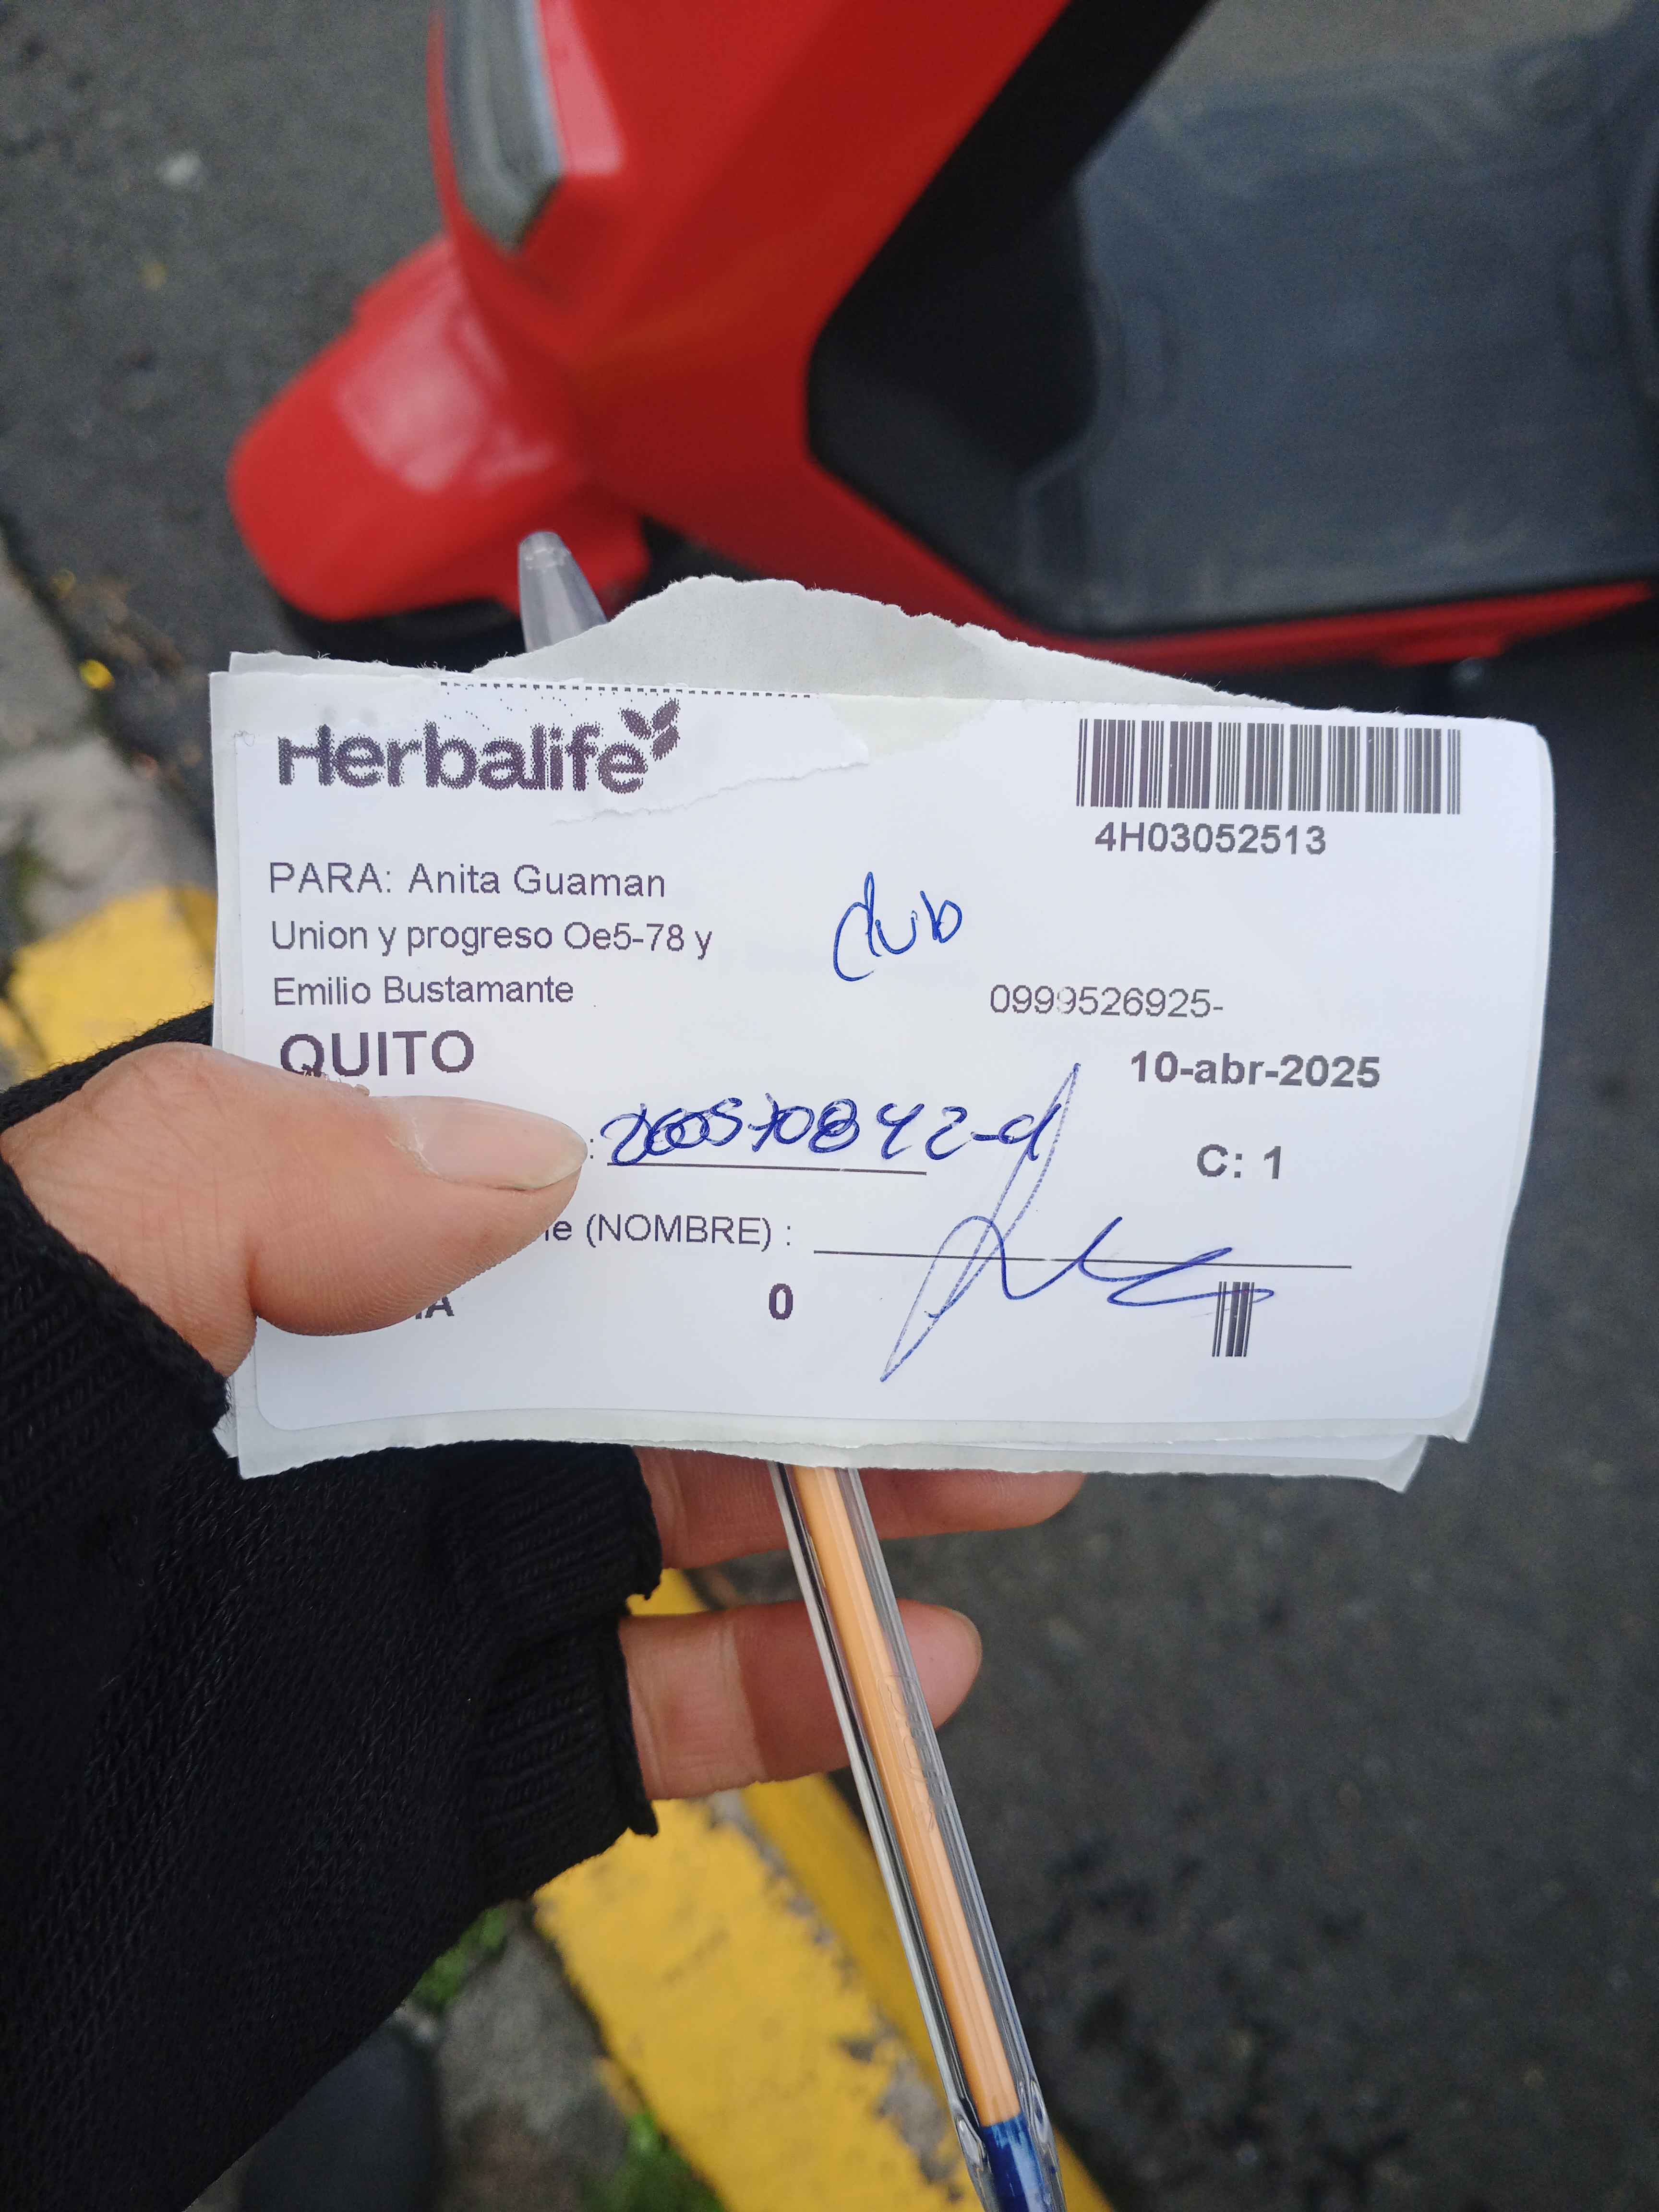 Herbalife
4H03052513
PARA: Anita Guaman
Union y progreso Oe5-78 y
Emilio Bustamante
Club
0999526925-
QUITO
10-abr-2025
:
C: 1
(NOMBRE) :
0